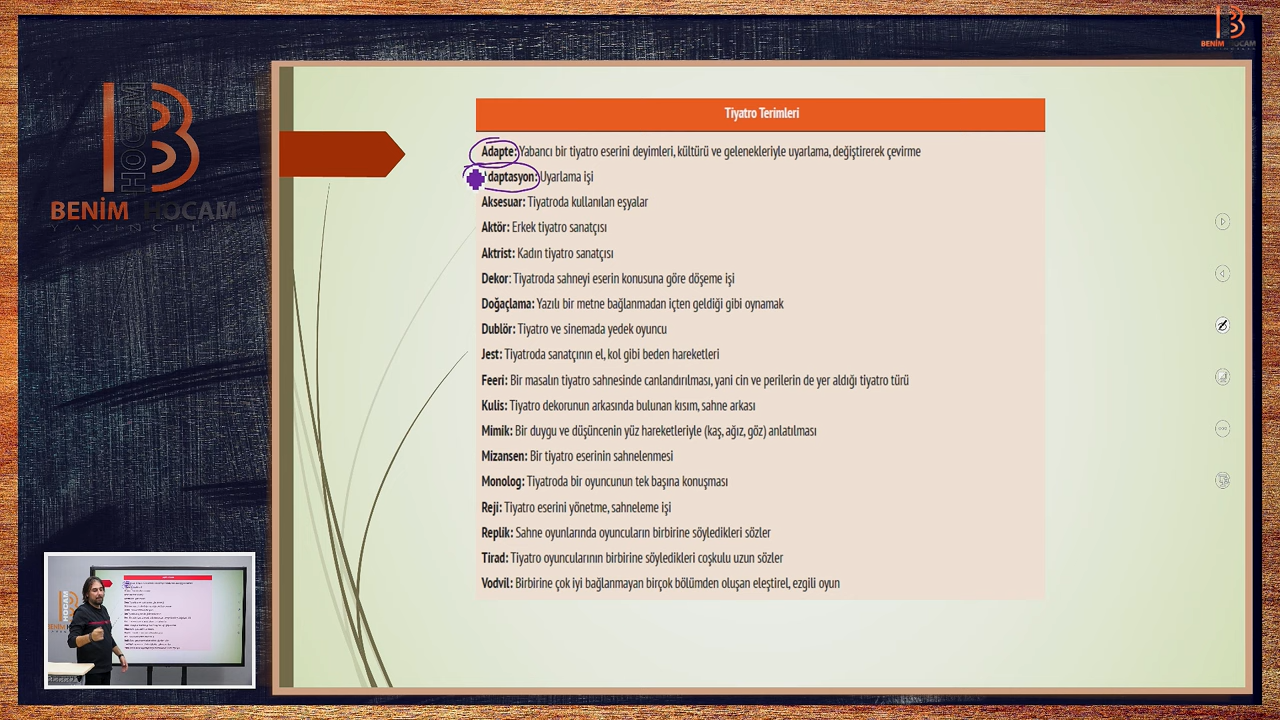 BENİM HOCAM
BENİM HOCAM
YAYINCILIK
Tiyatro Terimleri
Adapte: Yabancı bir tiyatro eserini deyimleri, kültürü ve gelenekleriyle uyarlama, değiştirerek çevirme
daptasyon: Uyarlama işi
Aksesuar: Tiyatroda kullanılan eşyalar
Aktör: Erkek tiyatro sanatçısı
Aktrist: Kadın tiyatro sanatçısı
Dekor: Tiyatroda sahneyi eserin konusuna göre döşeme işi
Doğaçlama: Yazılı bir metne bağlanmadan içten geldiği gibi oynamak
Dublör: Tiyatro ve sinemada yedek oyuncu
Jest: Tiyatroda sanatçının el, kol gibi beden hareketleri
Feeri: Bir masalın tiyatro sahnesinde canlandırılması, yani cin ve perilerin de yer aldığı tiyatro türü
Kulis: Tiyatro dekorunun arkasında bulunan kısım, sahne arkası
Mimik: Bir duygu ve düşüncenin yüz hareketleriyle (kaş, ağız, göz) anlatılması
Mizansen: Bir tiyatro eserinin sahnelenmesi
Monolog: Tiyatroda bir oyuncunun tek başına konuşması
Reji: Tiyatro eserini yönetme, sahneleme işi
Replik: Sahne oyunlarında oyuncuların birbirine söyledikleri sözler
Tirad: Tiyatro oyuncularının birbirine söyledikleri coşkulu uzun sözler
Vodvil: Birbirine çok iyi bağlanmayan birçok bölümden oluşan eleştirel, ezgili oyun